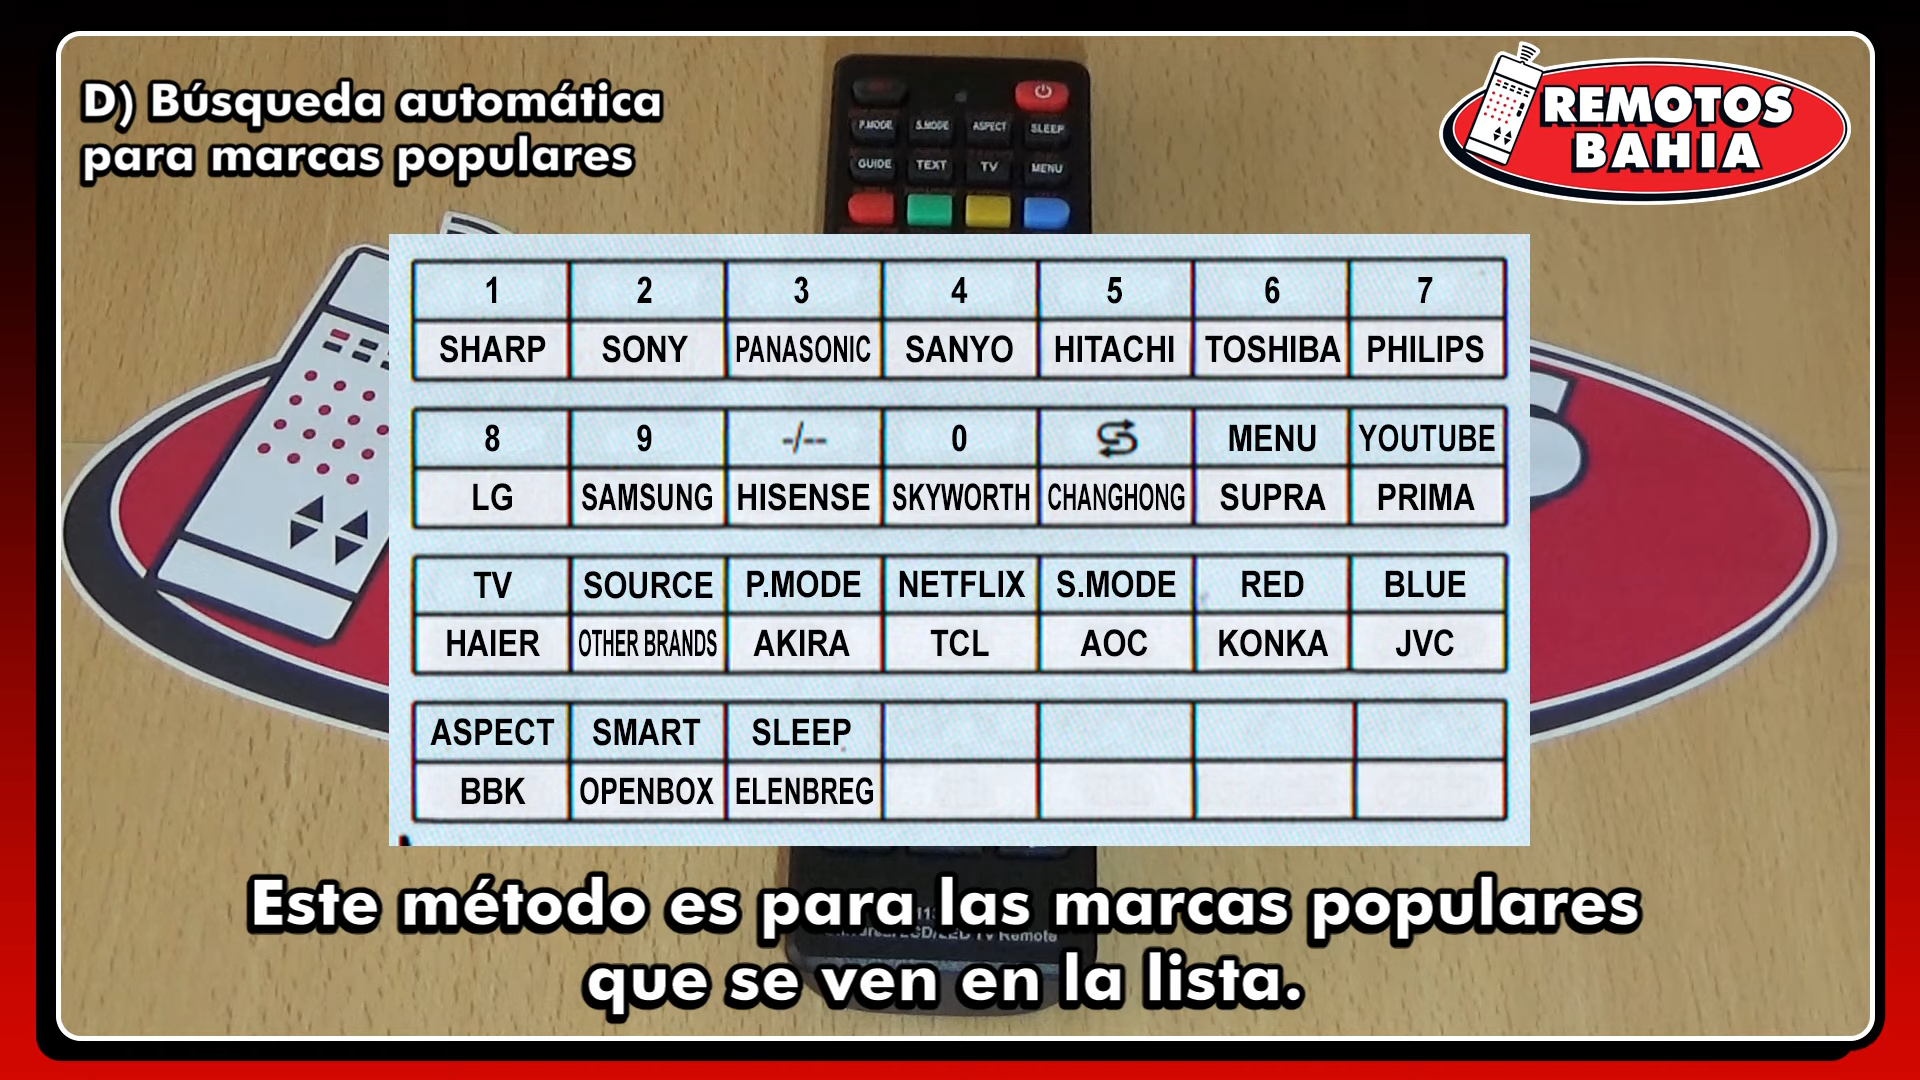 D) Búsqueda automática
para marcas populares
REMOTOS
BAHIA
P.MODE S.MODE ASPECT SLEEP
GUIDE TEXT TV MENU
1 2 3 4 5 6 7
SHARP SONY PANASONIC SANYO HITACHI TOSHIBA PHILIPS
8 9 -/-- 0 MENU YOUTUBE
LG SAMSUNG HISENSE SKYWORTH CHANGHONG SUPRA PRIMA
TV SOURCE P.MODE NETFLIX S.MODE RED BLUE
HAIER OTHER BRANDS AKIRA TCL AOC KONKA JVC
ASPECT SMART SLEEP
BBK OPENBOX ELENBREG
Este método es para las marcas populares
que se ven en la lista.